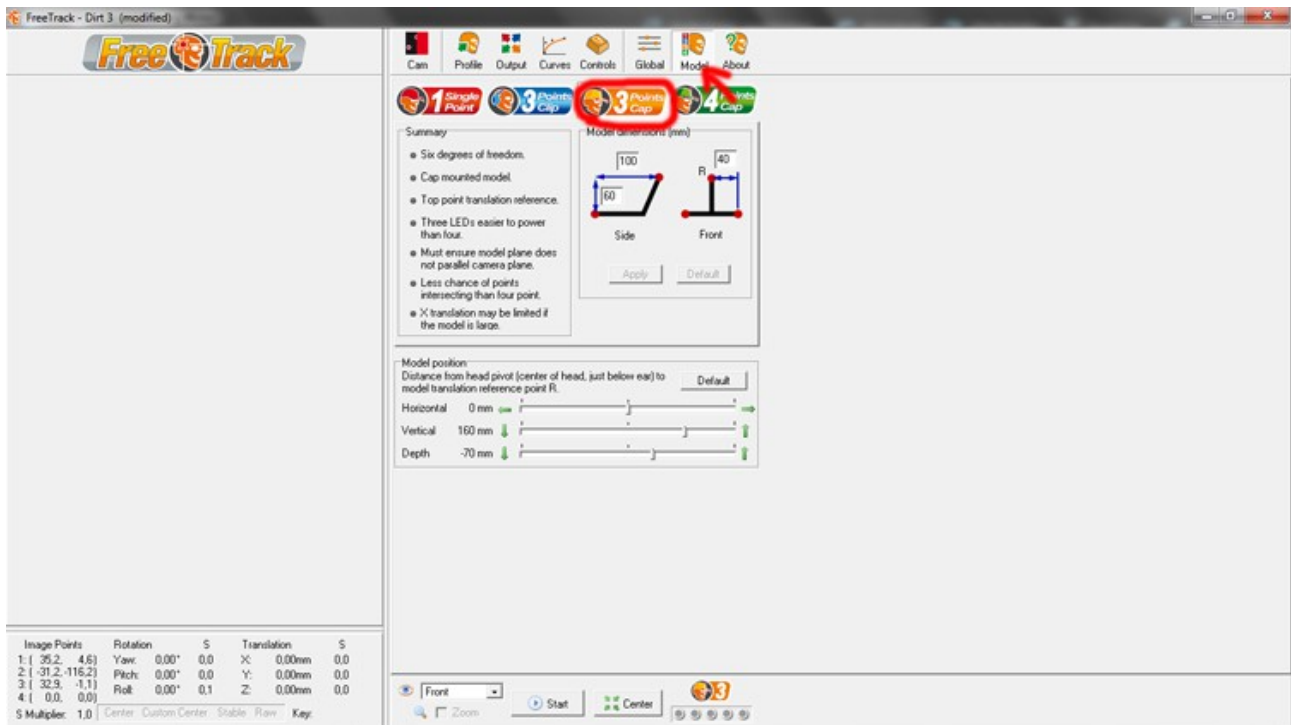 FreeTrack - Dirt 3 (modified)
FreeTrack
Cam Profile Output Curves Controls Global Model About
1 Single Point 3 Points Clip 3 Points Cap 4 Points Cap
Summary
Six degrees of freedom.
Cap mounted model.
Top point translation reference.
Three LEDs easier to power
than four.
Must ensure model plane does
not parallel camera plane.
Less chance of points
intersecting than four point.
X translation may be limited if
the model is large.
Model dimensions (mm)
100 40
R
60
Side Front
Apply Default
Model position
Distance from head pivot (center of head, just below ear) to
model translation reference point R.
Default
Horizontal 0 mm
Vertical 160 mm
Depth -70 mm
Image Points Rotation S Translation S
1: ( 35,2, 4,6) Yaw: 0,00° 0,0 X: 0,00mm 0,0
2: ( -31,2, -116,2) Pitch: 0,00° 0,0 Y: 0,00mm 0,0
3: ( 32,9, -1,1) Roll: 0,00° 0,1 Z: 0,00mm 0,0
4: ( 0,0, 0,0)
S Multiplier: 1,0 Center Custom Center Stable Raw Key:
Front Start Center 3
Zoom